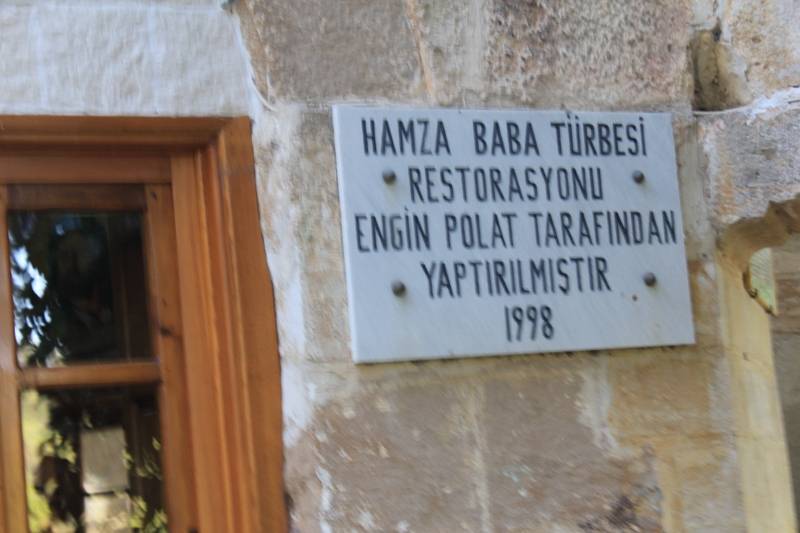 HAMZA BABA TÜRBESİ
RESTORASYONU
ENGİN POLAT TARAFINDAN
YAPTIRILMIŞTIR
1998